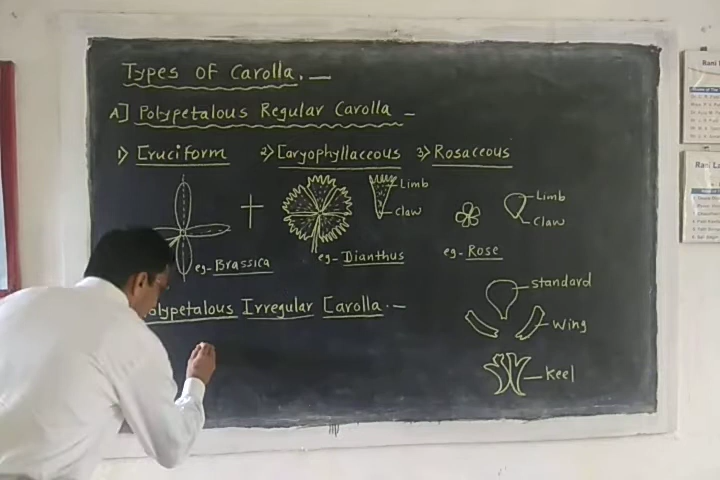 Types of Carolla.—
A] Polypetalous Regular Carolla —
1> Cruciform 2> Caryophyllaceous 3> Rosaceous
Limb
Claw
Limb
Claw
eg- Brassica
eg- Dianthus
eg- Rose
Polypetalous Irregular Carolla.—
Standard
Wing
Keel